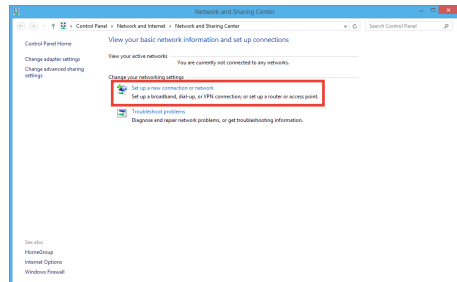 Network and Sharing Center
Control Panel ▸ Network and Internet ▸ Network and Sharing Center
Search Control Panel
Control Panel Home
Change adapter settings
Change advanced sharing
settings
View your basic network information and set up connections
View your active networks
You are currently not connected to any networks.
Change your networking settings
Set up a new connection or network
Set up a broadband, dial-up, or VPN connection; or set up a router or access point.
Troubleshoot problems
Diagnose and repair network problems, or get troubleshooting information.
See also
HomeGroup
Internet Options
Windows Firewall